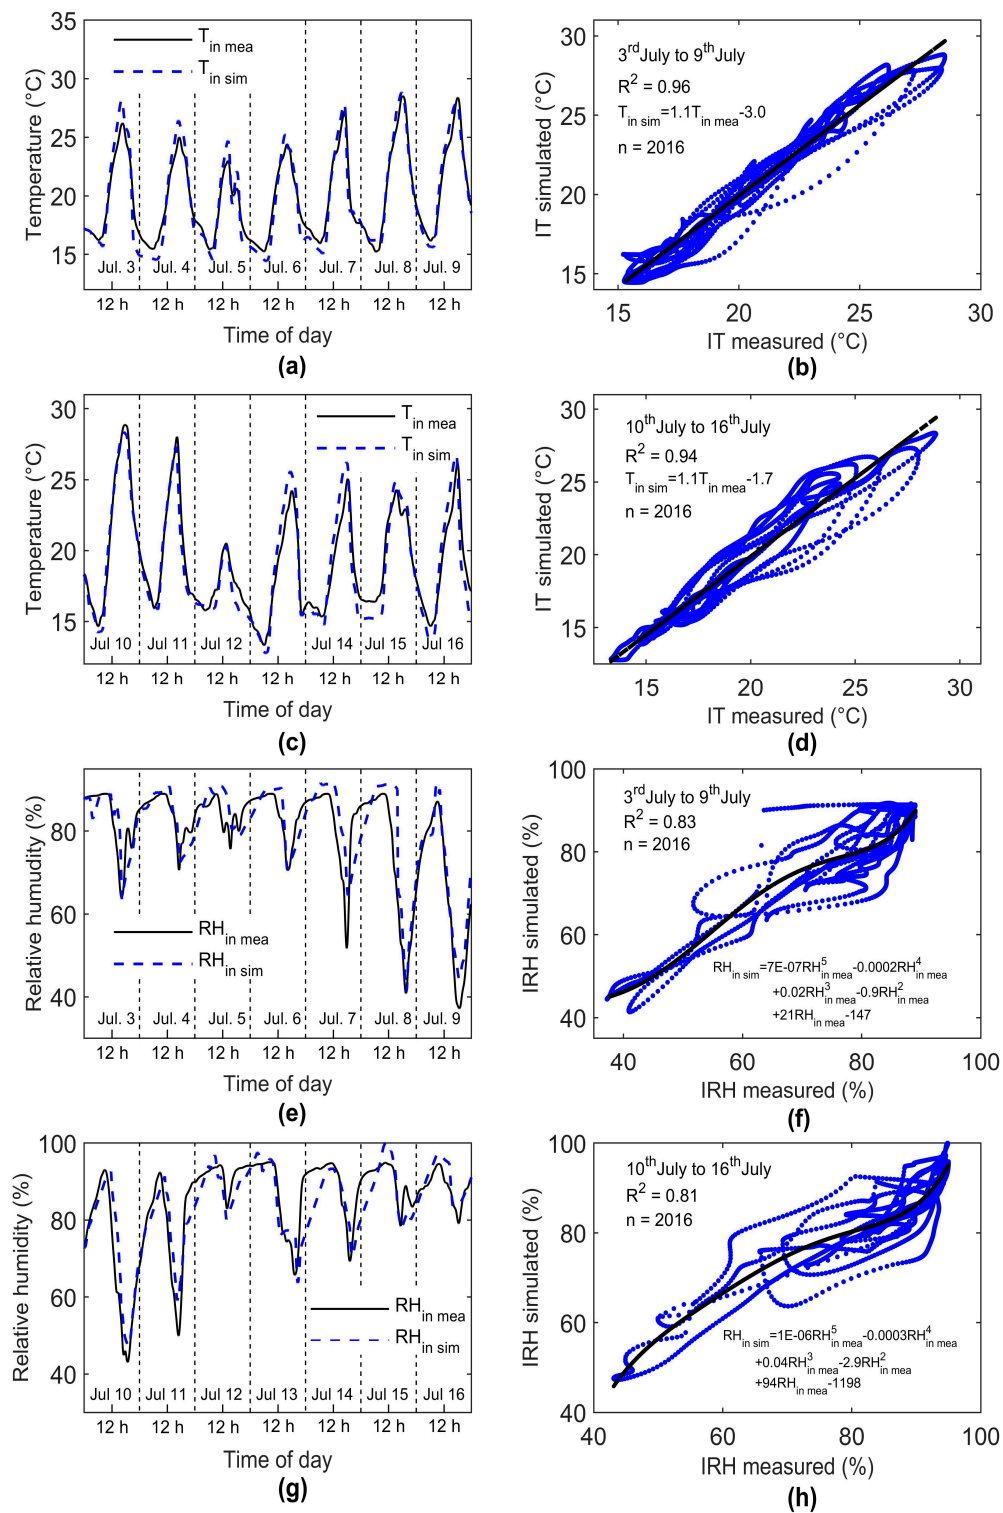 35
30
25
20
15
Temperature (°C)
T in mea
T in sim
Jul. 3 Jul. 4 Jul. 5 Jul. 6 Jul. 7 Jul. 8 Jul. 9
12 h 12 h 12 h 12 h 12 h 12 h 12 h
Time of day
(a)
30
25
20
15
IT simulated (°C)
3rd July to 9th July
R2 = 0.96
T in sim=1.1T in mea-3.0
n = 2016
15 20 25 30
IT measured (°C)
(b)
30
25
20
15
Temperature (°C)
T in mea
T in sim
Jul 10 Jul 11 Jul 12 Jul 14 Jul 15 Jul 16
12 h 12 h 12 h 12 h 12 h 12 h 12 h
Time of day
(c)
30
25
20
15
IT simulated (°C)
10th July to 16th July
R2 = 0.94
T in sim=1.1T in mea-1.7
n = 2016
15 20 25 30
IT measured (°C)
(d)
80
60
40
Relative humudity (%)
RH in mea
RH in sim
Jul. 3 Jul. 4 Jul. 5 Jul. 6 Jul. 7 Jul. 8 Jul. 9
12 h 12 h 12 h 12 h 12 h 12 h 12 h
Time of day
(e)
100
80
60
40
IRH simulated (%)
3rd July to 9th July
R2 = 0.83
n = 2016
RH in sim=7E-07RH5 in mea-0.0002RH4 in mea
+0.02RH3 in mea-0.9RH2 in mea
+21RH in mea-147
40 60 80 100
IRH measured (%)
(f)
100
80
60
40
Relative humidity (%)
RH in mea
RH in sim
Jul 10 Jul 11 Jul 12 Jul 13 Jul 14 Jul 15 Jul 16
12 h 12 h 12 h 12 h 12 h 12 h 12 h
Time of day
(g)
100
80
60
40
IRH simulated (%)
10th July to 16th July
R2 = 0.81
n = 2016
RH in sim=1E-06RH5 in mea-0.0003RH4 in mea
+0.04RH3 in mea-2.9RH2 in mea
+94RH in mea-1198
40 60 80 100
IRH measured (%)
(h)